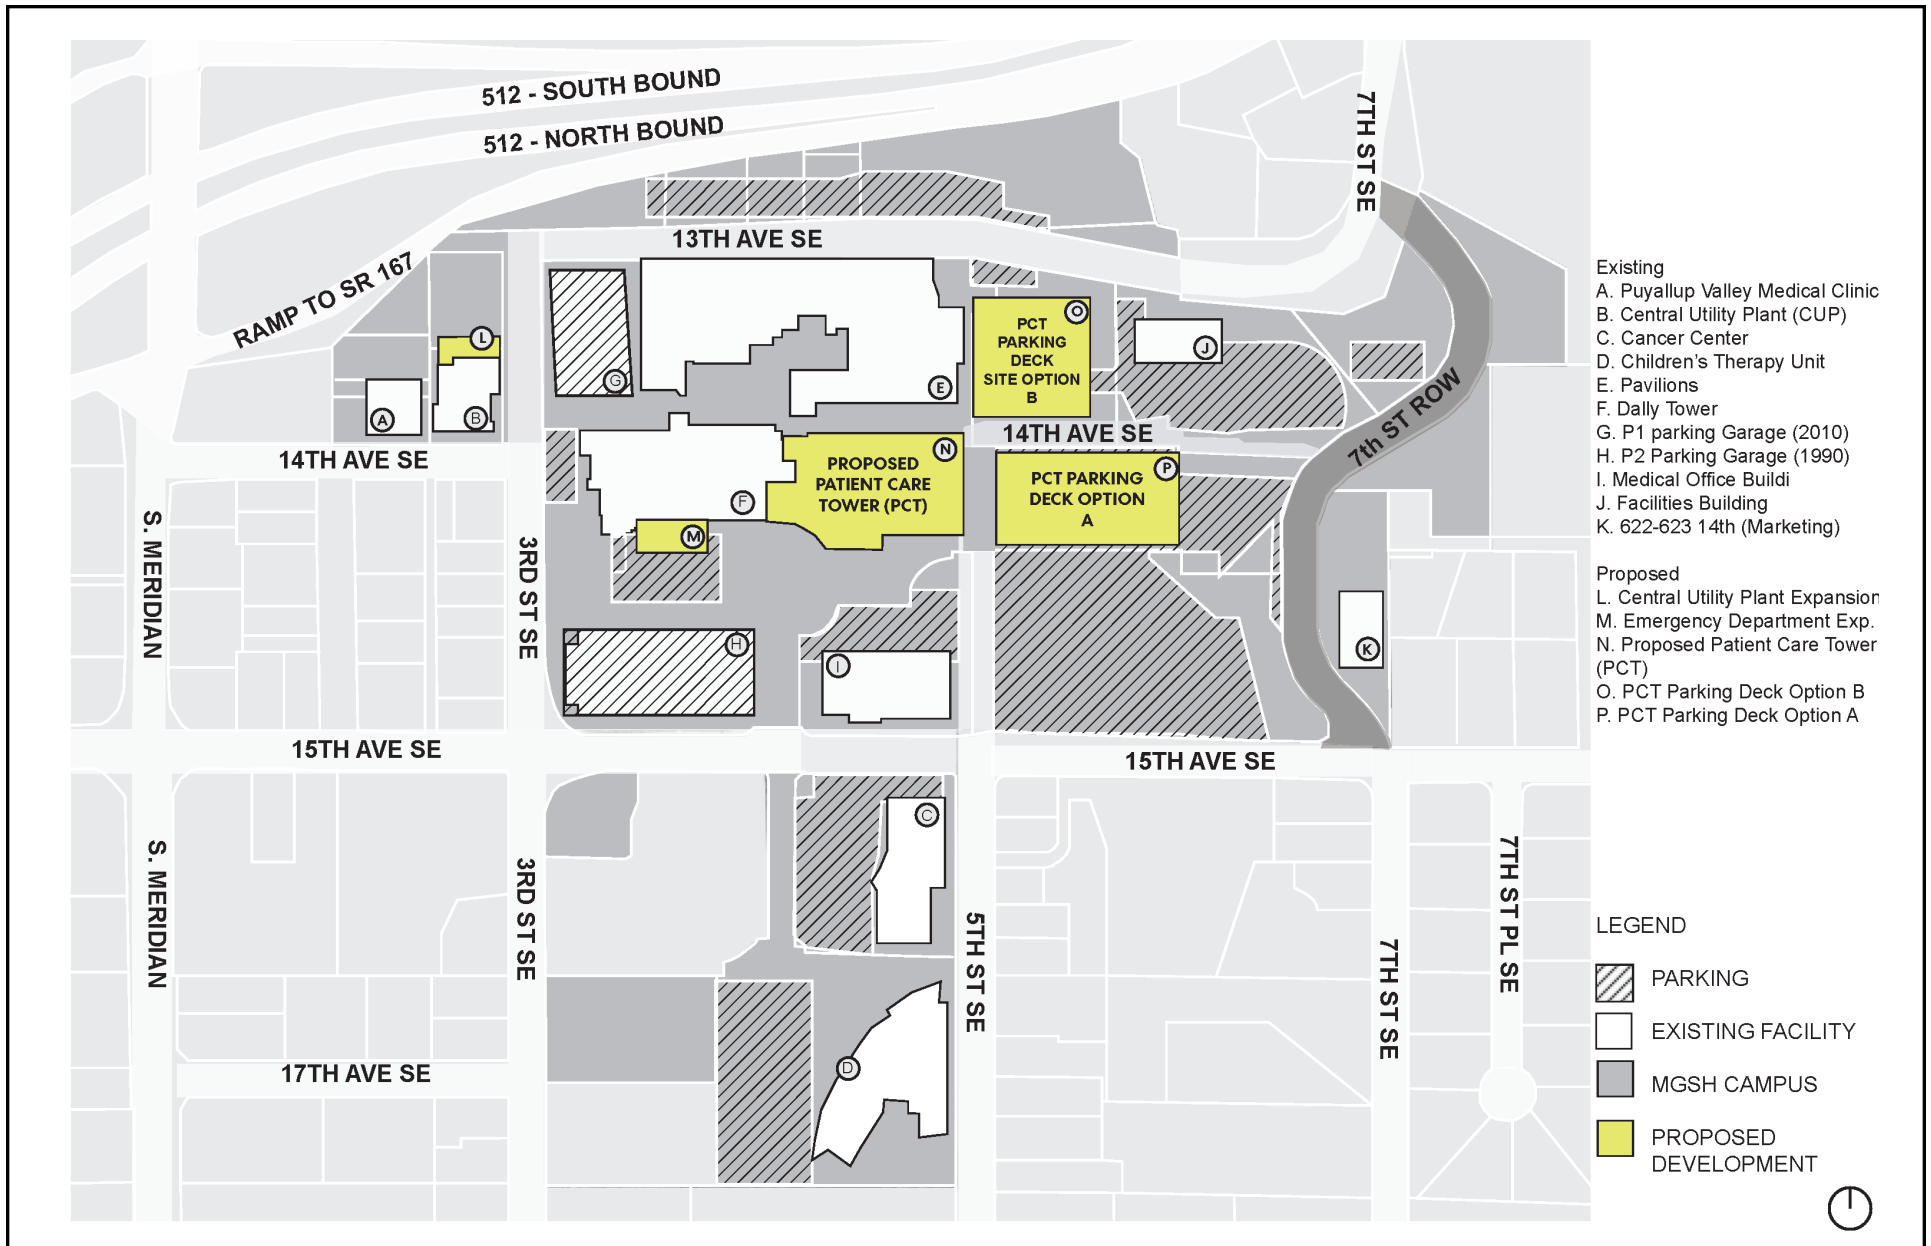 512 - SOUTH BOUND
512 - NORTH BOUND
7TH ST SE
13TH AVE SE
RAMP TO SR 167
L
A
B
G
E
PCT
PARKING
DECK
SITE OPTION
B
O
J
7th ST ROW
14TH AVE SE
14TH AVE SE
F
M
N
PROPOSED
PATIENT CARE
TOWER (PCT)
P
PCT PARKING
DECK OPTION
A
S. MERIDIAN
3RD ST SE
H
I
K
15TH AVE SE
15TH AVE SE
S. MERIDIAN
3RD ST SE
C
5TH ST SE
7TH ST SE
7TH ST PL SE
17TH AVE SE
D
Existing
A. Puyallup Valley Medical Clinic
B. Central Utility Plant (CUP)
C. Cancer Center
D. Children's Therapy Unit
E. Pavilions
F. Dally Tower
G. P1 parking Garage (2010)
H. P2 Parking Garage (1990)
I. Medical Office Buildi
J. Facilities Building
K. 622-623 14th (Marketing)
Proposed
L. Central Utility Plant Expansion
M. Emergency Department Exp.
N. Proposed Patient Care Tower
(PCT)
O. PCT Parking Deck Option B
P. PCT Parking Deck Option A
LEGEND
PARKING
EXISTING FACILITY
MGSH CAMPUS
PROPOSED
DEVELOPMENT